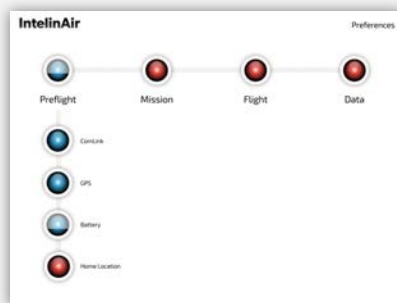 IntelinAir
Preferences
Preflight
Mission
Flight
Data
ComLink
GPS
Battery
Home Location